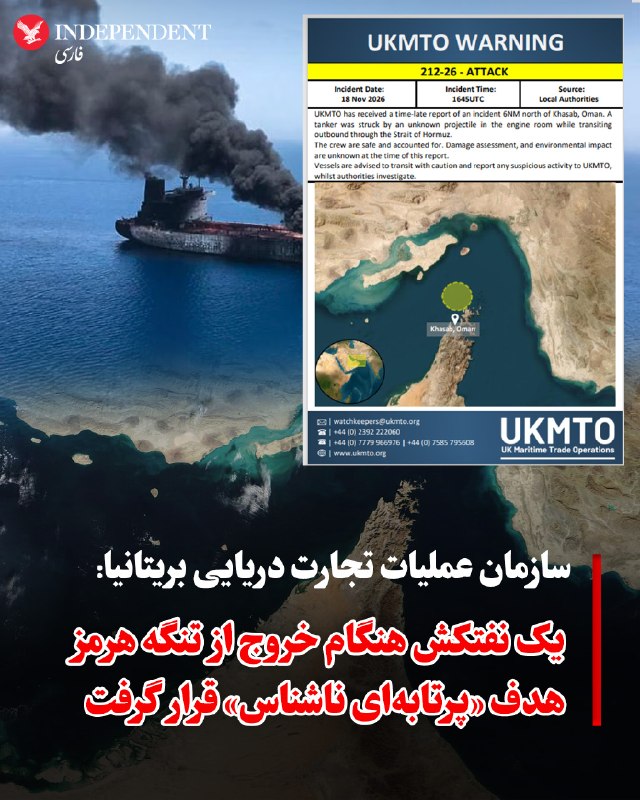 INDEPENDENT
فارسی
UKMTO WARNING
212-26 - ATTACK
Incident Date:
18 Nov 2026
Incident Time:
1645UTC
Source:
Local Authorities
UKMTO has received a time-late report of an incident 6NM north of Khasab, Oman. A
tanker was struck by an unknown projectile in the engine room while transiting
outbound through the Strait of Hormuz.
The crew are safe and accounted for. Damage assessment, and environmental impact
are unknown at the time of this report.
Vessels are advised to transit with caution and report any suspicious activity to UKMTO,
whilst authorities investigate.
Khasab, Oman
| watchkeepers@ukmto.org
| +44 (0) 2392 222060
| +44 (0) 7779 966976 | +44 (0) 7585 795608
| www.ukmto.org
UKMTO
UK Maritime Trade Operations
سازمان عملیات تجارت دریایی بریتانیا:
یک نفتکش هنگام خروج از تنگه هرمز
هدف «پرتابه‌ای ناشناس» قرار گرفت